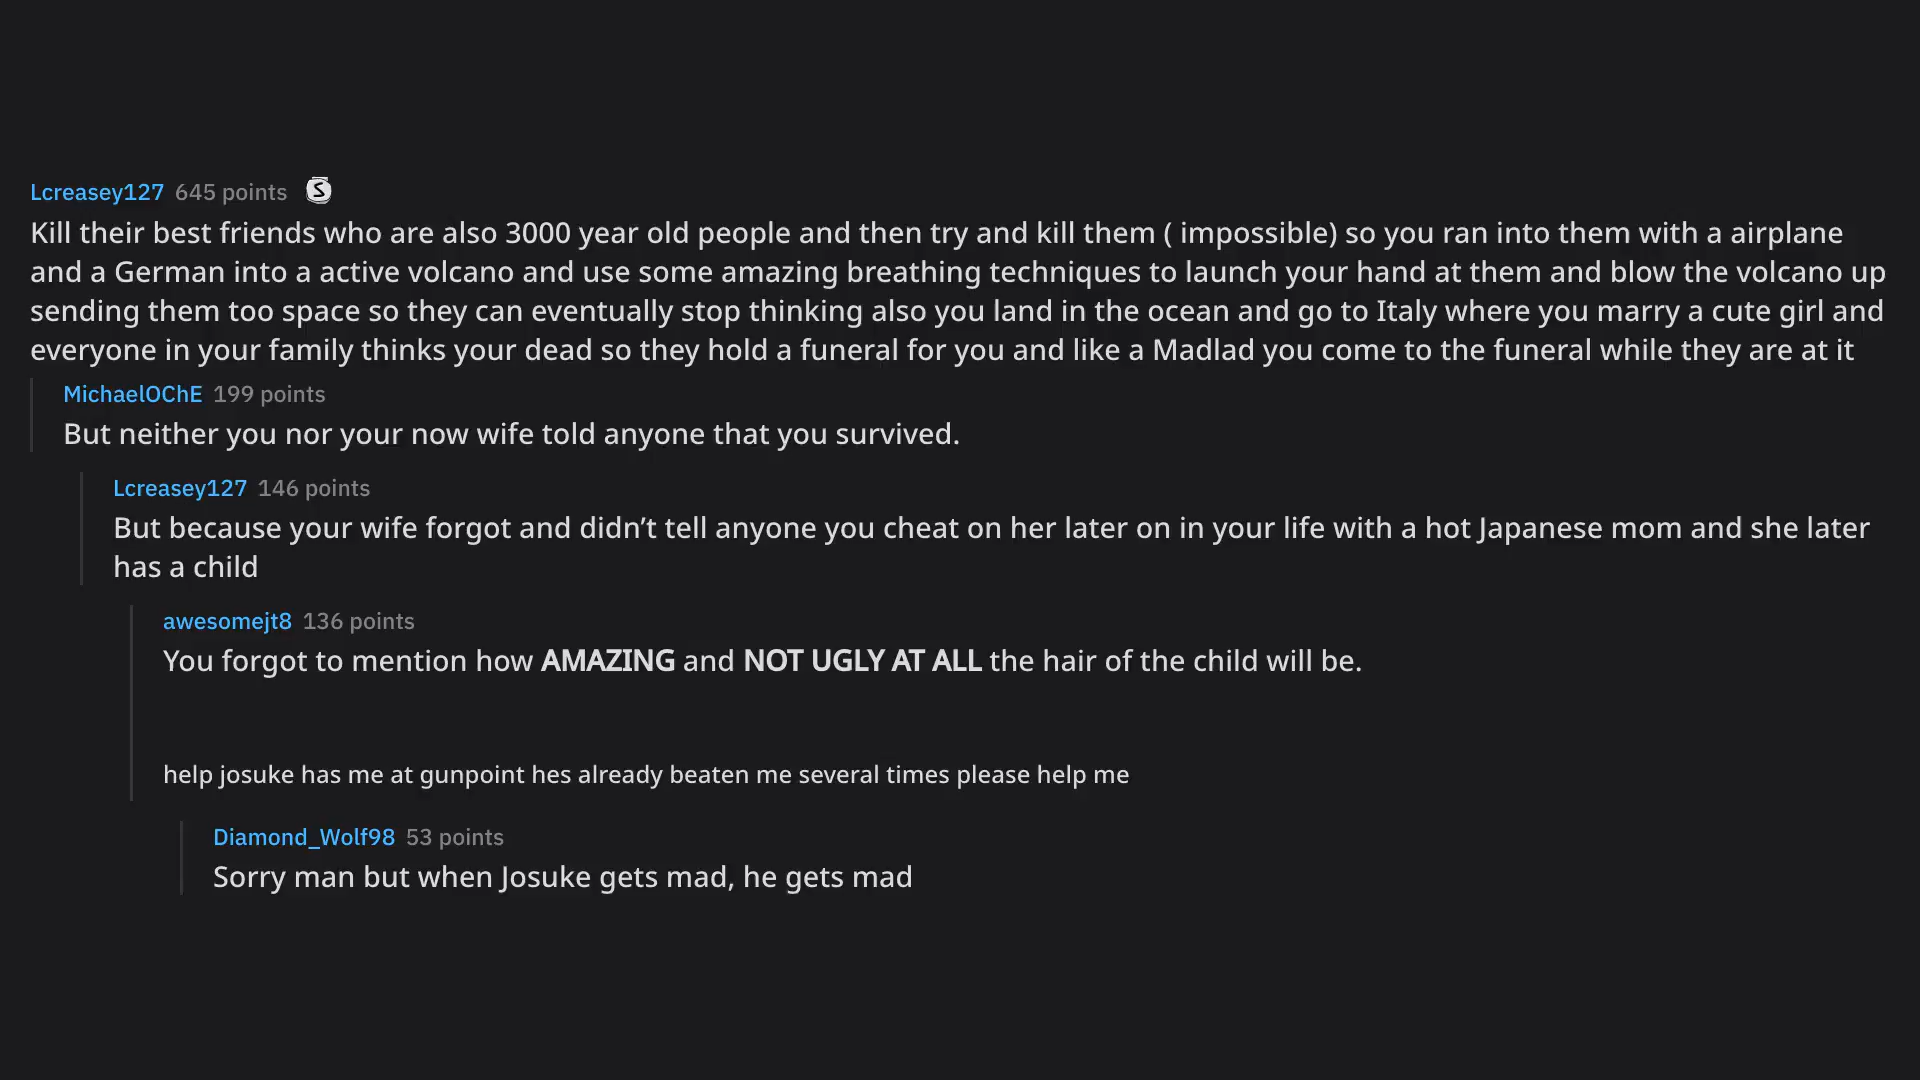 Lcreasey127 645 points
Kill their best friends who are also 3000 year old people and then try and kill them ( impossible) so you ran into them with a airplane
and a German into a active volcano and use some amazing breathing techniques to launch your hand at them and blow the volcano up
sending them too space so they can eventually stop thinking also you land in the ocean and go to Italy where you marry a cute girl and
everyone in your family thinks your dead so they hold a funeral for you and like a Madlad you come to the funeral while they are at it
MichaelOChE 199 points
But neither you nor your now wife told anyone that you survived.
Lcreasey127 146 points
But because your wife forgot and didn’t tell anyone you cheat on her later on in your life with a hot Japanese mom and she later
has a child
awesomejt8 136 points
You forgot to mention how AMAZING and NOT UGLY AT ALL the hair of the child will be.
help josuke has me at gunpoint hes already beaten me several times please help me
Diamond_Wolf98 53 points
Sorry man but when Josuke gets mad, he gets mad